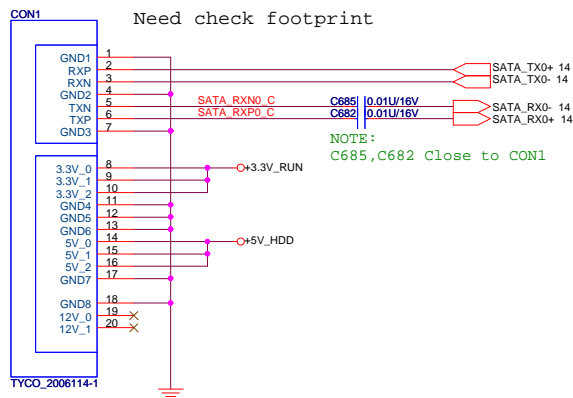 CON1
Need check footprint
GND1 1
RXP 2 SATA_TX0+ 14
RXN 3 SATA_TX0- 14
GND2 4
TXN 5 SATA_RXN0_C C685 0.01U/16V SATA_RX0- 14
TXP 6 SATA_RXP0_C C682 0.01U/16V SATA_RX0+ 14
GND3 7
NOTE:
C685,C682 Close to CON1
3.3V_0 8 +3.3V_RUN
3.3V_1 9
3.3V_2 10
GND4 11
GND5 12
GND6 13
5V_0 14 +5V_HDD
5V_1 15
5V_2 16
GND7 17
GND8 18
12V_0 19
12V_1 20
TYCO_2006114-1